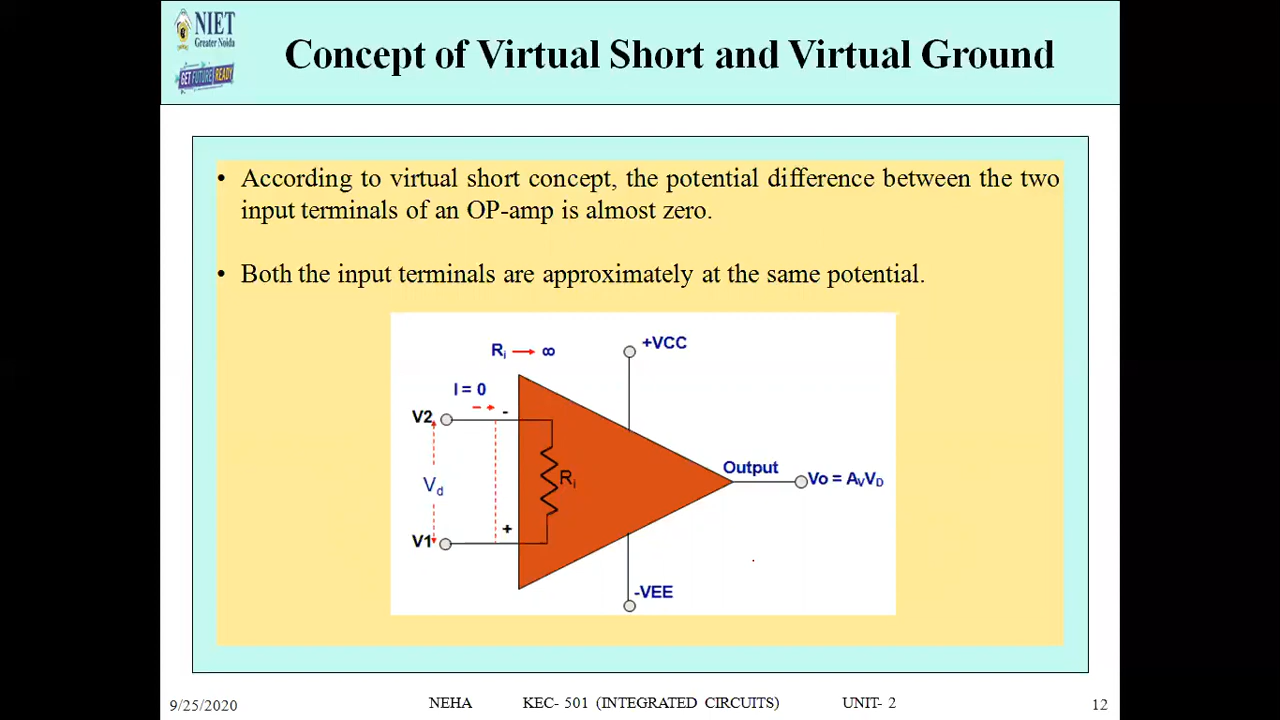 NIET
Greater Noida
GET FUTURE READY
Concept of Virtual Short and Virtual Ground
• According to virtual short concept, the potential difference between the two
input terminals of an OP-amp is almost zero.
• Both the input terminals are approximately at the same potential.
Ri → ∞
+VCC
I = 0
-
V2
Output
Vo = AVVD
Ri
Vd
+
V1
-VEE
9/25/2020
NEHA KEC- 501 (INTEGRATED CIRCUITS) UNIT- 2
12